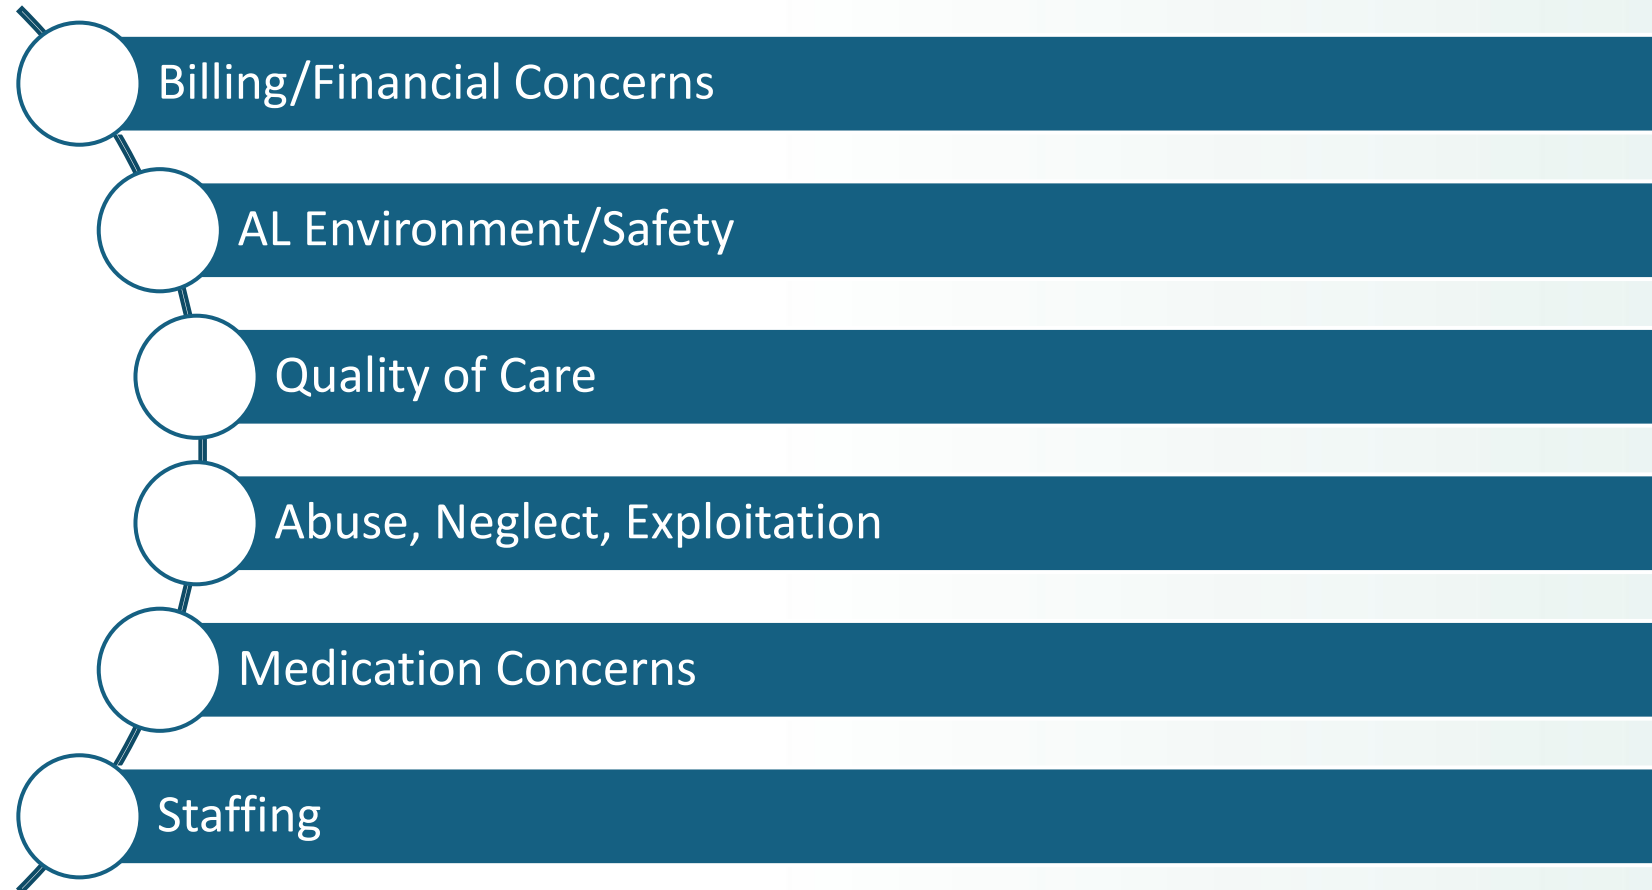 Billing/Financial Concerns
AL Environment/Safety
Quality of Care
Abuse, Neglect, Exploitation
Medication Concerns
Staffing